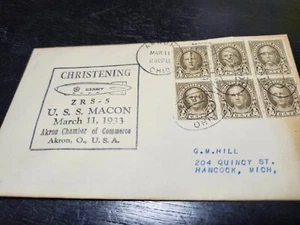 CHRISTENING
ZRS-5
U.S.S. MACON
March 11, 1933
Akron Chamber of Commerce
Akron, O., U.S.A.
MAR 11
OHIO
G.M.HILL
204 QUINCY ST.
HANCOCK, MICH,